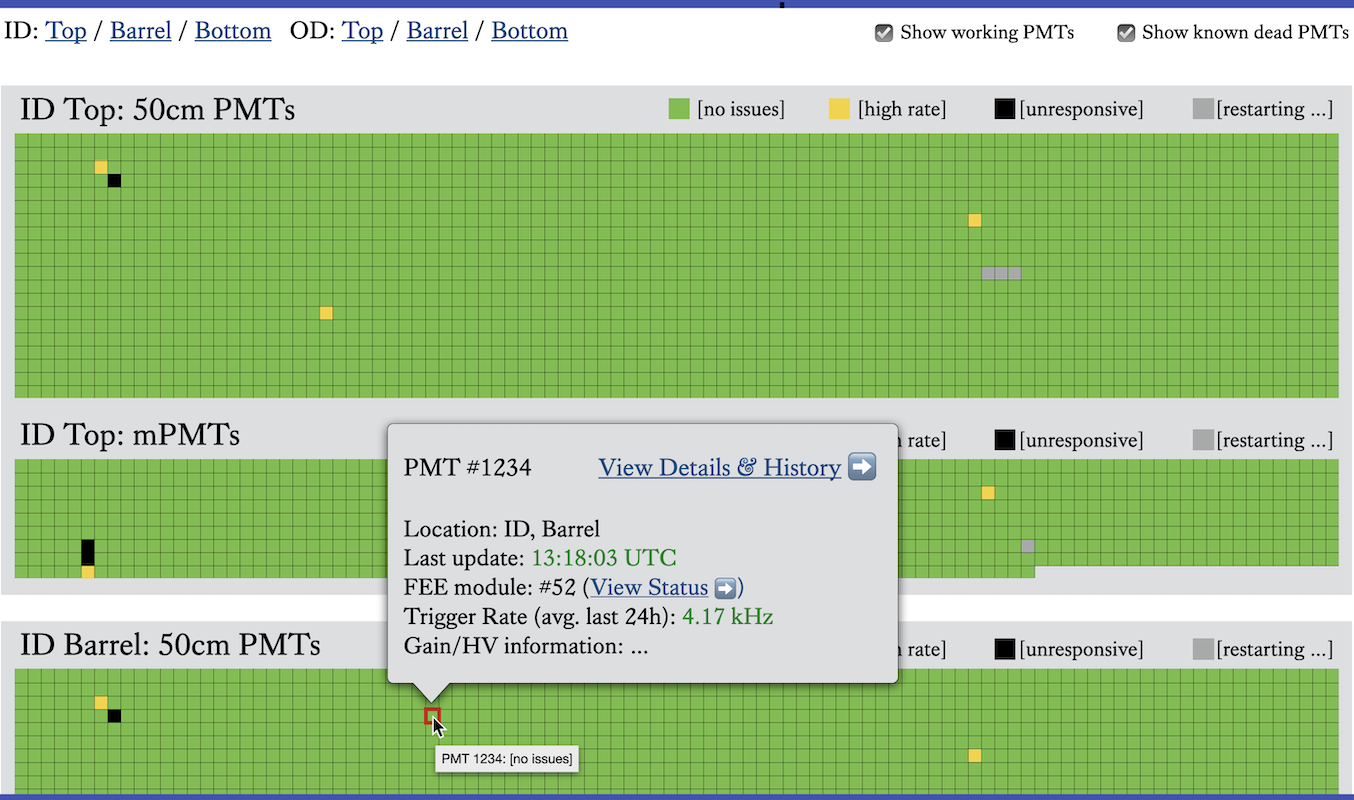 ID: Top / Barrel / Bottom OD: Top / Barrel / Bottom Show working PMTs Show known dead PMTs
ID Top: 50cm PMTs [no issues] [high rate] [unresponsive] [restarting ...]
ID Top: mPMTs rate] [unresponsive] [restarting ...]
PMT #1234 View Details & History
Location: ID, Barrel
Last update: 13:18:03 UTC
FEE module: #52 (View Status )
Trigger Rate (avg. last 24h): 4.17 kHz
Gain/HV information: ...
ID Barrel: 50cm PMTs rate] [unresponsive] [restarting ...]
PMT 1234: [no issues]